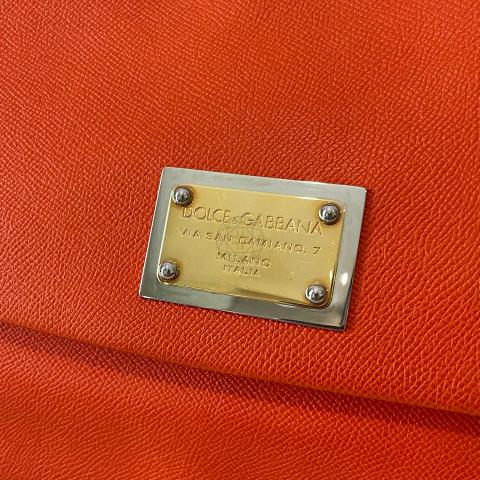 DOLCE & GABBANA
VIA SAN DAMIANO, 7
MILANO
ITALIA